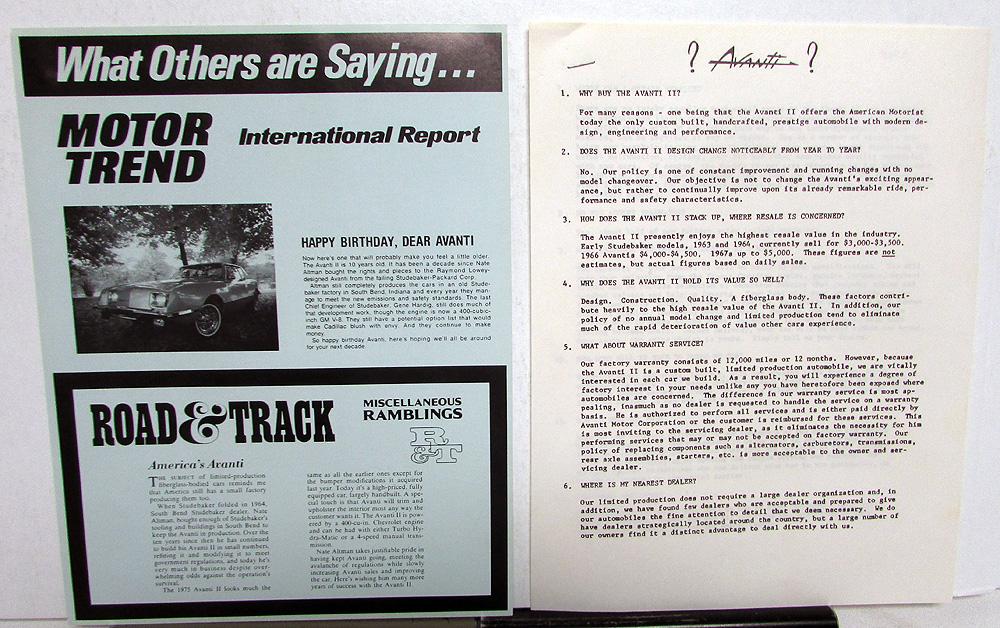 What Others are Saying...
MOTOR
TREND
International Report
HAPPY BIRTHDAY, DEAR AVANTI
Now here's one that will probably make you feel a little older.
The Avanti II is 10 years old. It has been a decade since Nate
Altman bought the rights and pieces to the Raymond Lowey-
designed Avanti from the failing Studebaker-Packard Corp.
Altman still completely produces the cars in an old Stude-
baker factory in South Bend, Indiana and every year they man-
age to meet the new emissions and safety standards. The last
Chief Engineer of Studebaker, Gene Hardig, still does much of
that development work, though the engine is now a 400-cubic-
inch GM V-8. They still have a potential option list that would
make Cadillac blush with envy. And they continue to make
money.
So happy birthday Avanti, here's hoping we'll all be around
for your next decade.
ROAD & TRACK
MISCELLANEOUS
RAMBLINGS
R
& T
America's Avanti
THE SUBJECT of limited-production
fiberglass-bodied cars reminds me
that America still has a small factory
producing them too.
When Studebaker folded in 1964,
South Bend Studebaker dealer, Nate
Altman, bought enough of Studebaker's
tooling and buildings in South Bend to
keep the Avanti in production. Over the
ten years since then he has continued
to build his Avanti II in small numbers,
refining it and modifying it to meet
government regulations, and today he's
very much in business despite over-
whelming odds against the operation's
survival.
The 1975 Avanti II looks much the
same as all the earlier ones except for
the bumper modifications it acquired
last year. Today it's a high-priced, fully
equipped car, largely handbuilt. A spe-
cial touch is that Avanti will trim and
upholster the interior most any way the
customer wants it. The Avanti II is pow-
ered by a 400-cu-in. Chevrolet engine
and can be had with either Turbo Hy-
dra-Matic or a 4-speed manual trans-
mission.
Nate Altman takes justifiable pride in
having kept Avanti going, meeting the
avalanche of regulations while slowly
increasing Avanti sales and improving
the car. Here's wishing him many more
years of success with the Avanti II.
? Avanti ?
1. WHY BUY THE AVANTI II?
For many reasons - one being that the Avanti II offers the American Motorist
today the only custom built, handcrafted, prestige automobile with modern de-
sign, engineering and performance.
2. DOES THE AVANTI II DESIGN CHANGE NOTICEABLY FROM YEAR TO YEAR?
No. Our policy is one of constant improvement and running changes with no
model changeover. Our objective is not to change the Avanti's exciting appear-
ance, but rather to continually improve upon its already remarkable ride, per-
formance and safety characteristics.
3. HOW DOES THE AVANTI II STACK UP, WHERE RESALE IS CONCERNED?
The Avanti II presently enjoys the highest resale value in the industry.
Early Studebaker models, 1963 and 1964, currently sell for $3,000-$3,500.
1966 Avantis $4,000-$4,500. 1967s up to $5,000. These figures are not
estimates, but actual figures based on daily sales.
4. WHY DOES THE AVANTI II HOLD ITS VALUE SO WELL?
Design. Construction. Quality. A fiberglass body. These factors contri-
bute heavily to the high resale value of the Avanti II. In addition, our
policy of no annual model change and limited production tend to eliminate
much of the rapid deterioration of value other cars experience.
5. WHAT ABOUT WARRANTY SERVICE?
Our factory warranty consists of 12,000 miles or 12 months. However, because
the Avanti II is a custom built, limited production automobile, we are vitally
interested in each car we build. As a result, you will experience a degree of
factory interest in your needs unlike any you have heretofore been exposed where
automobiles are concerned. The difference in our warranty service is most ap-
pealing, inasmuch as no dealer is requested to handle the service on a warranty
basis. He is authorized to perform all services and is either paid directly by
Avanti Motor Corporation or the customer is reimbursed for these services. This
is most inviting to the servicing dealer, as it eliminates the necessity for him
performing services that may or may not be accepted on factory warranty. Our
policy of replacing components such as alternators, carburetors, transmissions,
rear axle assemblies, starters, etc. is more acceptable to the owner and ser-
vicing dealer.
6. WHERE IS MY NEAREST DEALER?
Our limited production does not require a large dealer organization and, in
addition, we have found few dealers who are acceptable and prepared to give
our automobiles the fine attention to detail that we deem necessary. We do
have dealers strategically located around the country, but a large number of
our owners find it a distinct advantage to deal directly with us.